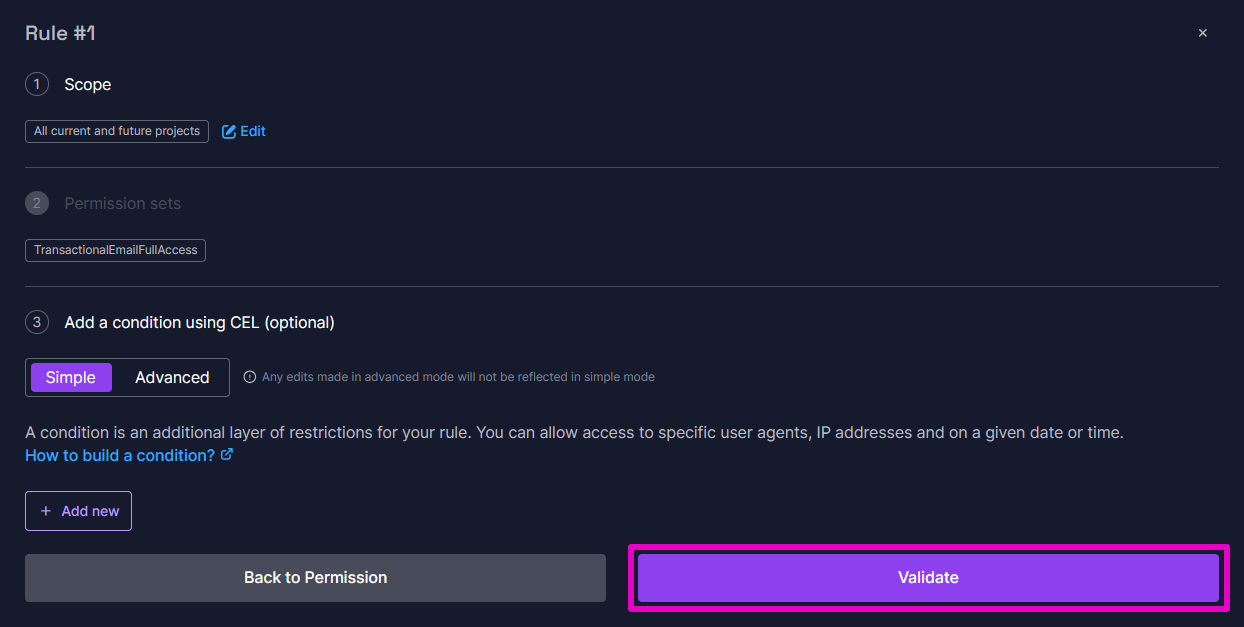 Rule #1
1 Scope
All current and future projects Edit
2 Permission sets
TransactionalEmailFullAccess
3 Add a condition using CEL (optional)
Simple Advanced Any edits made in advanced mode will not be reflected in simple mode
A condition is an additional layer of restrictions for your rule. You can allow access to specific user agents, IP addresses and on a given date or time.
How to build a condition?
+ Add new
Back to Permission Validate